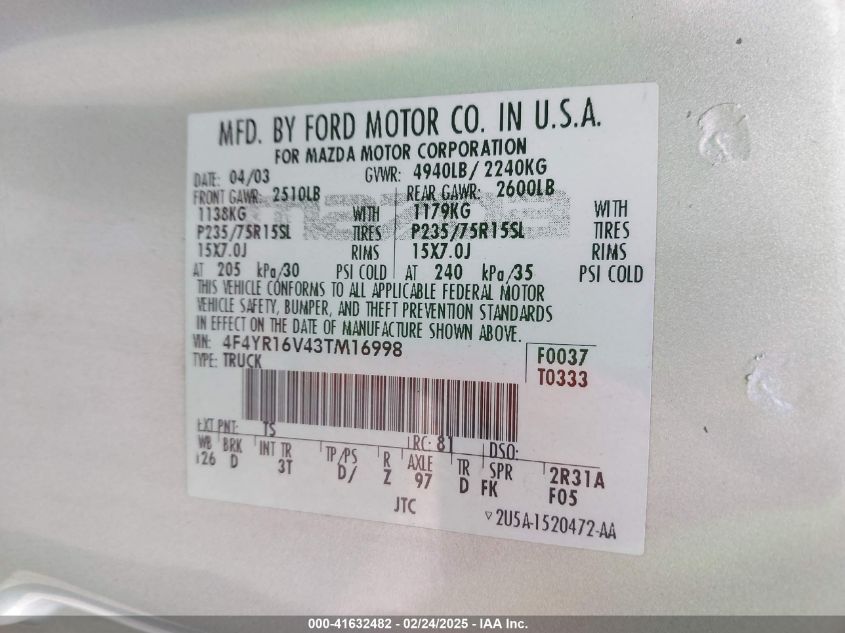 MFD. BY FORD MOTOR CO. IN U.S.A.
FOR MAZDA MOTOR CORPORATION
DATE: 04/03 GVWR: 4940LB/ 2240KG
FRONT GAWR: 2510LB REAR GAWR: 2600LB
1138KG WITH 1179KG WITH
P235/75R15SL TIRES P235/75R15SL TIRES
15X7.0J RIMS 15X7.0J RIMS
AT 205 kPa/30 PSI COLD AT 240 kPa/35 PSI COLD
THIS VEHICLE CONFORMS TO ALL APPLICABLE FEDERAL MOTOR
VEHICLE SAFETY, BUMPER, AND THEFT PREVENTION STANDARDS
IN EFFECT ON THE DATE OF MANUFACTURE SHOWN ABOVE.
VIN: 4F4YR16V43TM16998 F0037
TYPE: TRUCK T0333
EXT PNT: TS RC: 81 DSO:
WB BRK INT TR TP/PS R AXLE TR SPR 2R31A
126 D 3T D/ Z 97 D FK F05
JTC ▽2U5A-1520472-AA
000-41632482 - 02/24/2025 - IAA Inc.